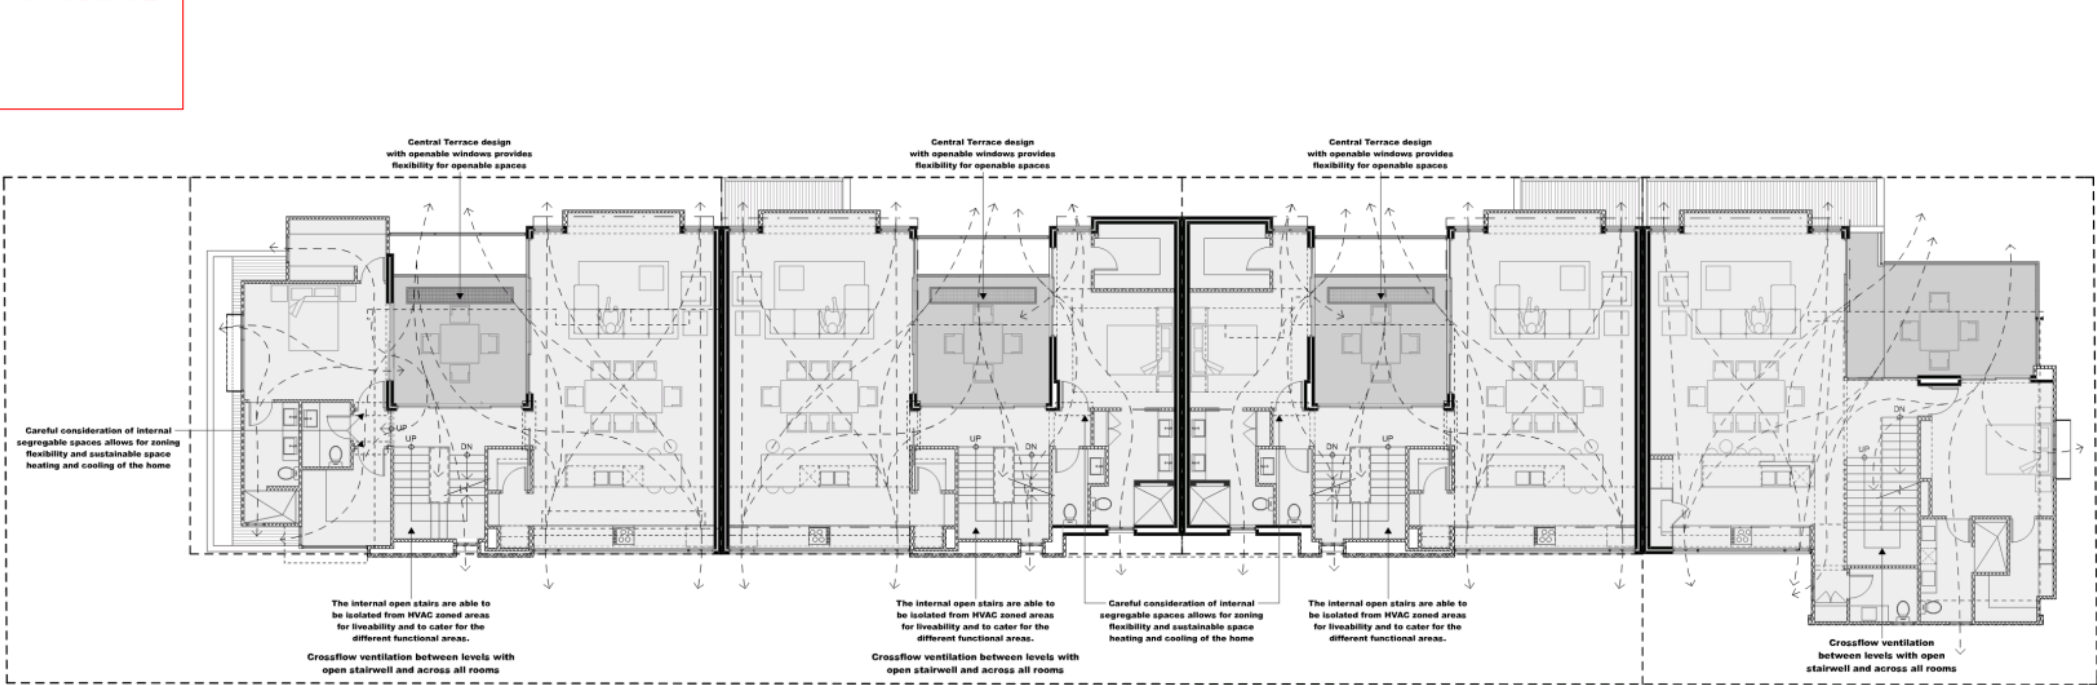 Central Terrace design
with openable windows provides
flexibility for openable spaces
Central Terrace design
with openable windows provides
flexibility for openable spaces
Central Terrace design
with openable windows provides
flexibility for openable spaces
Careful consideration of internal
segregable spaces allows for zoning
flexibility and sustainable space
heating and cooling of the home
UP
UP
DN
UP
DN
DN
UP
DN
UP
The internal open stairs are able to
be isolated from HVAC zoned areas
for liveability and to cater for the
different functional areas.
Crossflow ventilation between levels with
open stairwell and across all rooms
The internal open stairs are able to
be isolated from HVAC zoned areas
for liveability and to cater for the
different functional areas.
Crossflow ventilation between levels with
open stairwell and across all rooms
Careful consideration of internal
segregable spaces allows for zoning
flexibility and sustainable space
heating and cooling of the home
The internal open stairs are able to
be isolated from HVAC zoned areas
for liveability and to cater for the
different functional areas.
Crossflow ventilation
between levels with open
stairwell and across all rooms